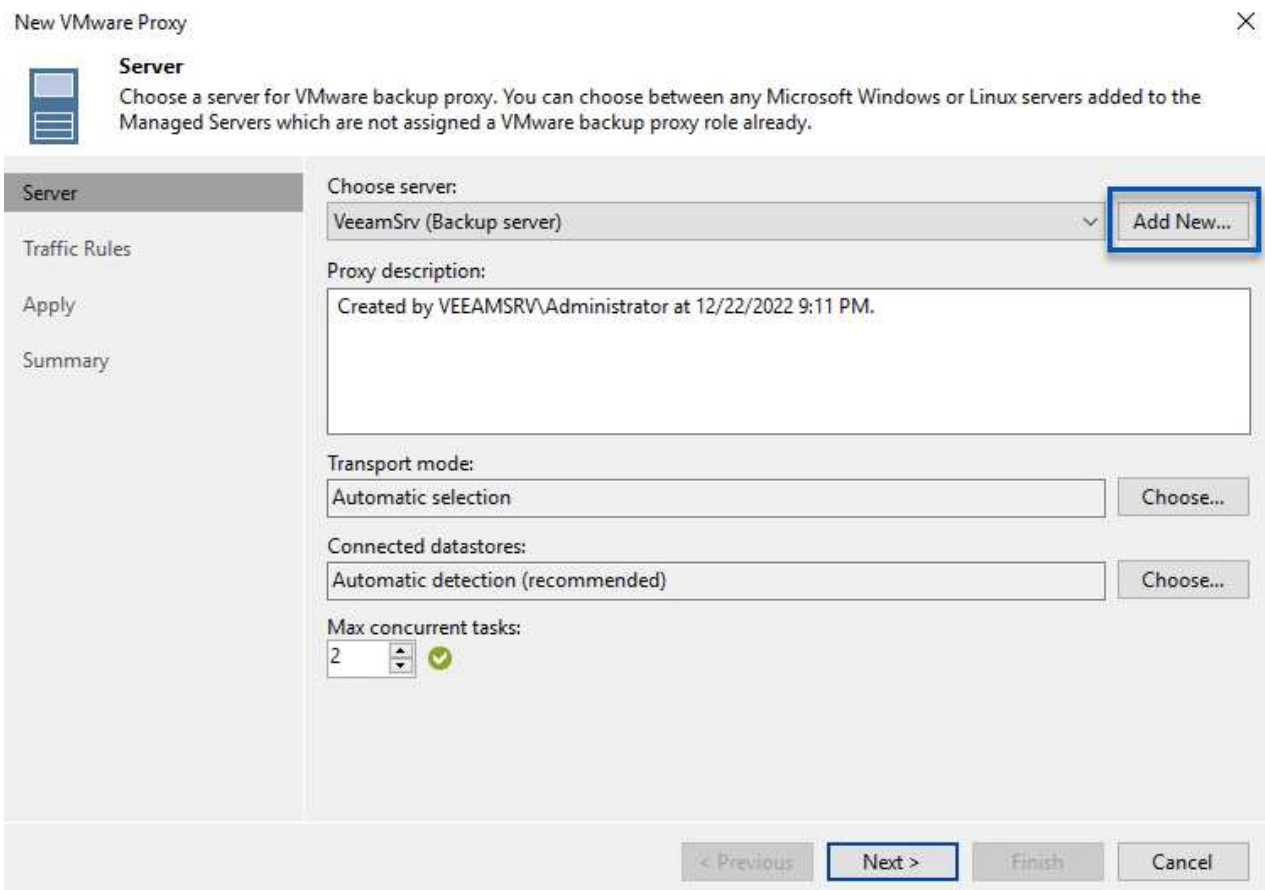 New VMware Proxy
Server
Choose a server for VMware backup proxy. You can choose between any Microsoft Windows or Linux servers added to the
Managed Servers which are not assigned a VMware backup proxy role already.
Server
Traffic Rules
Apply
Summary
Choose server:
VeeamSrv (Backup server)
Add New...
Proxy description:
Created by VEEAMSRV\Administrator at 12/22/2022 9:11 PM.
Transport mode:
Automatic selection
Choose...
Connected datastores:
Automatic detection (recommended)
Choose...
Max concurrent tasks:
2
< Previous
Next >
Finish
Cancel